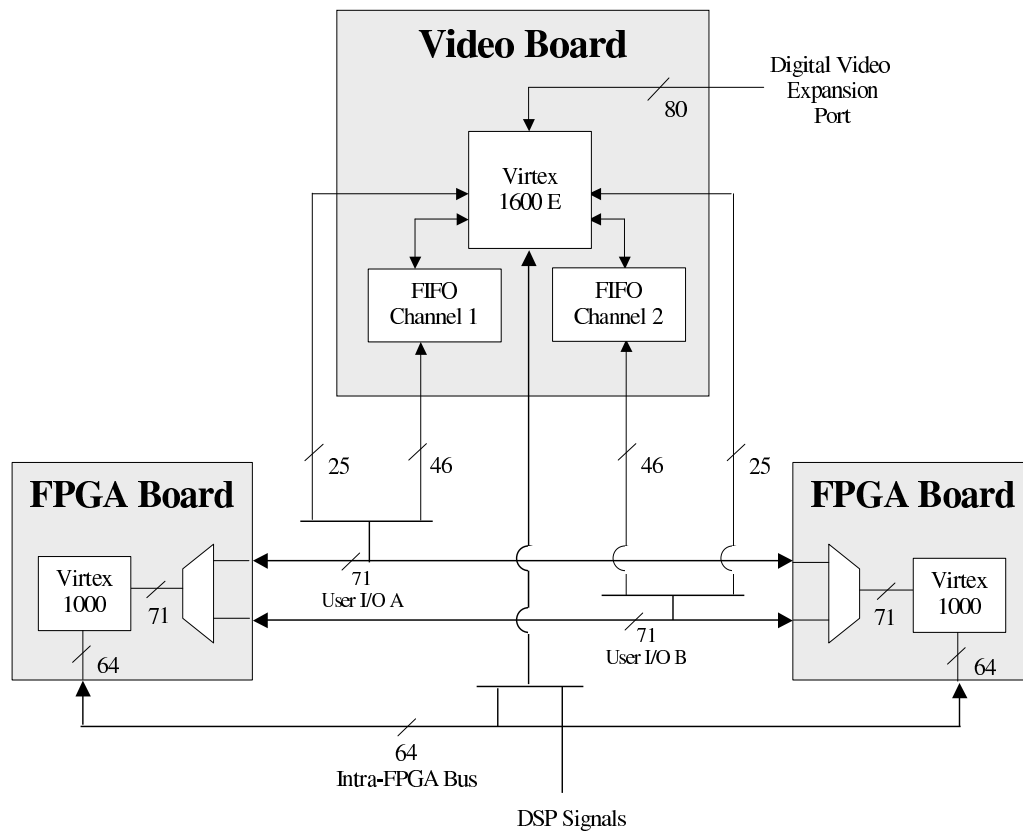 Video Board
Digital Video
Expansion
Port
80
Virtex
1600 E
FIFO
Channel 1
FIFO
Channel 2
25
46
46
25
FPGA Board
FPGA Board
Virtex
1000
71
64
71
User I/O A
71
User I/O B
Virtex
1000
71
64
64
Intra-FPGA Bus
DSP Signals